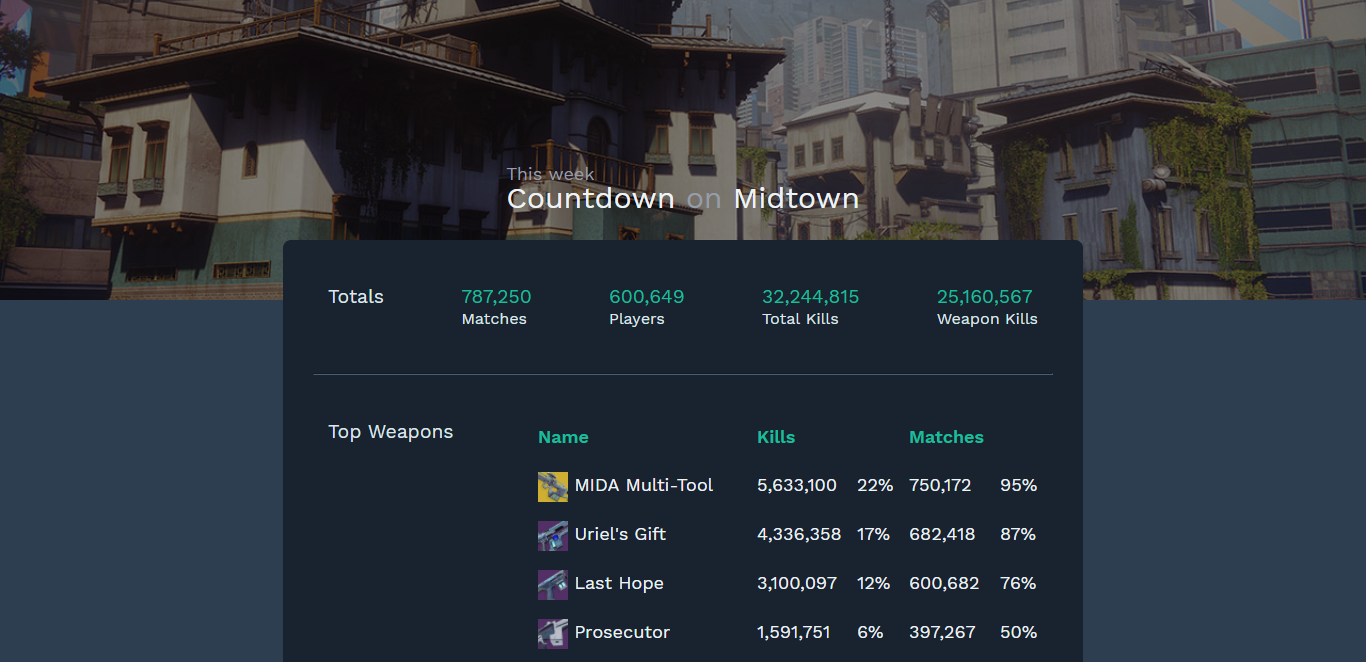 This week
Countdown on Midtown
Totals
787,250 600,649 32,244,815 25,160,567
Matches Players Total Kills Weapon Kills
Top Weapons
Name Kills Matches
MIDA Multi-Tool 5,633,100 22% 750,172 95%
Uriel's Gift 4,336,358 17% 682,418 87%
Last Hope 3,100,097 12% 600,682 76%
Prosecutor 1,591,751 6% 397,267 50%